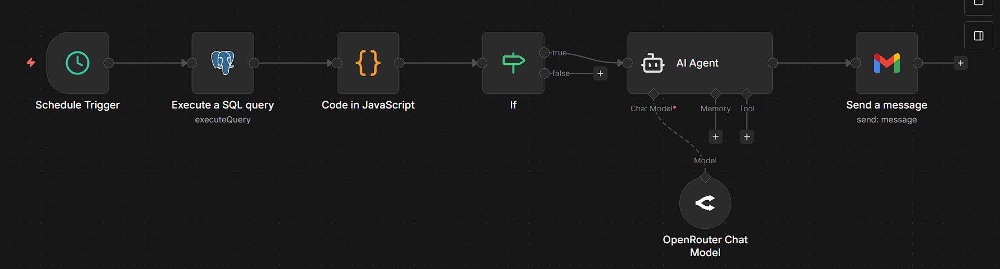 Schedule Trigger
Execute a SQL query
executeQuery
Code in JavaScript
If
true
false
AI Agent
Chat Model*
Memory
Tool
Model
OpenRouter Chat
Model
Send a message
send: message